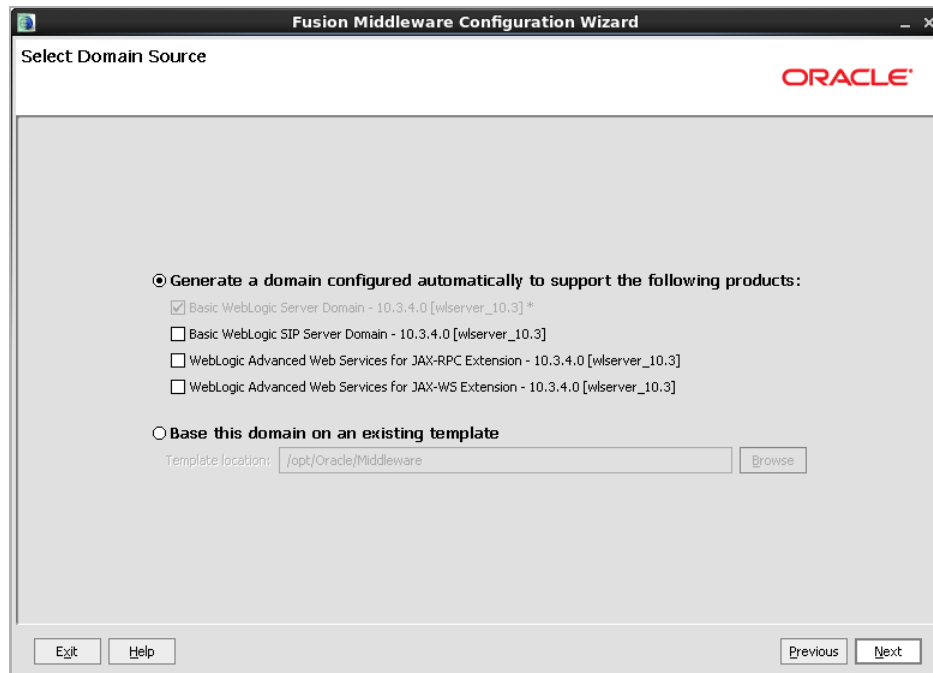 Fusion Middleware Configuration Wizard
Select Domain Source
ORACLE
Generate a domain configured automatically to support the following products:
Basic WebLogic Server Domain - 10.3.4.0 [wlserver_10.3] *
Basic WebLogic SIP Server Domain - 10.3.4.0 [wlserver_10.3]
WebLogic Advanced Web Services for JAX-RPC Extension - 10.3.4.0 [wlserver_10.3]
WebLogic Advanced Web Services for JAX-WS Extension - 10.3.4.0 [wlserver_10.3]
Base this domain on an existing template
Template location: /opt/Oracle/Middleware Browse
Exit Help Previous Next